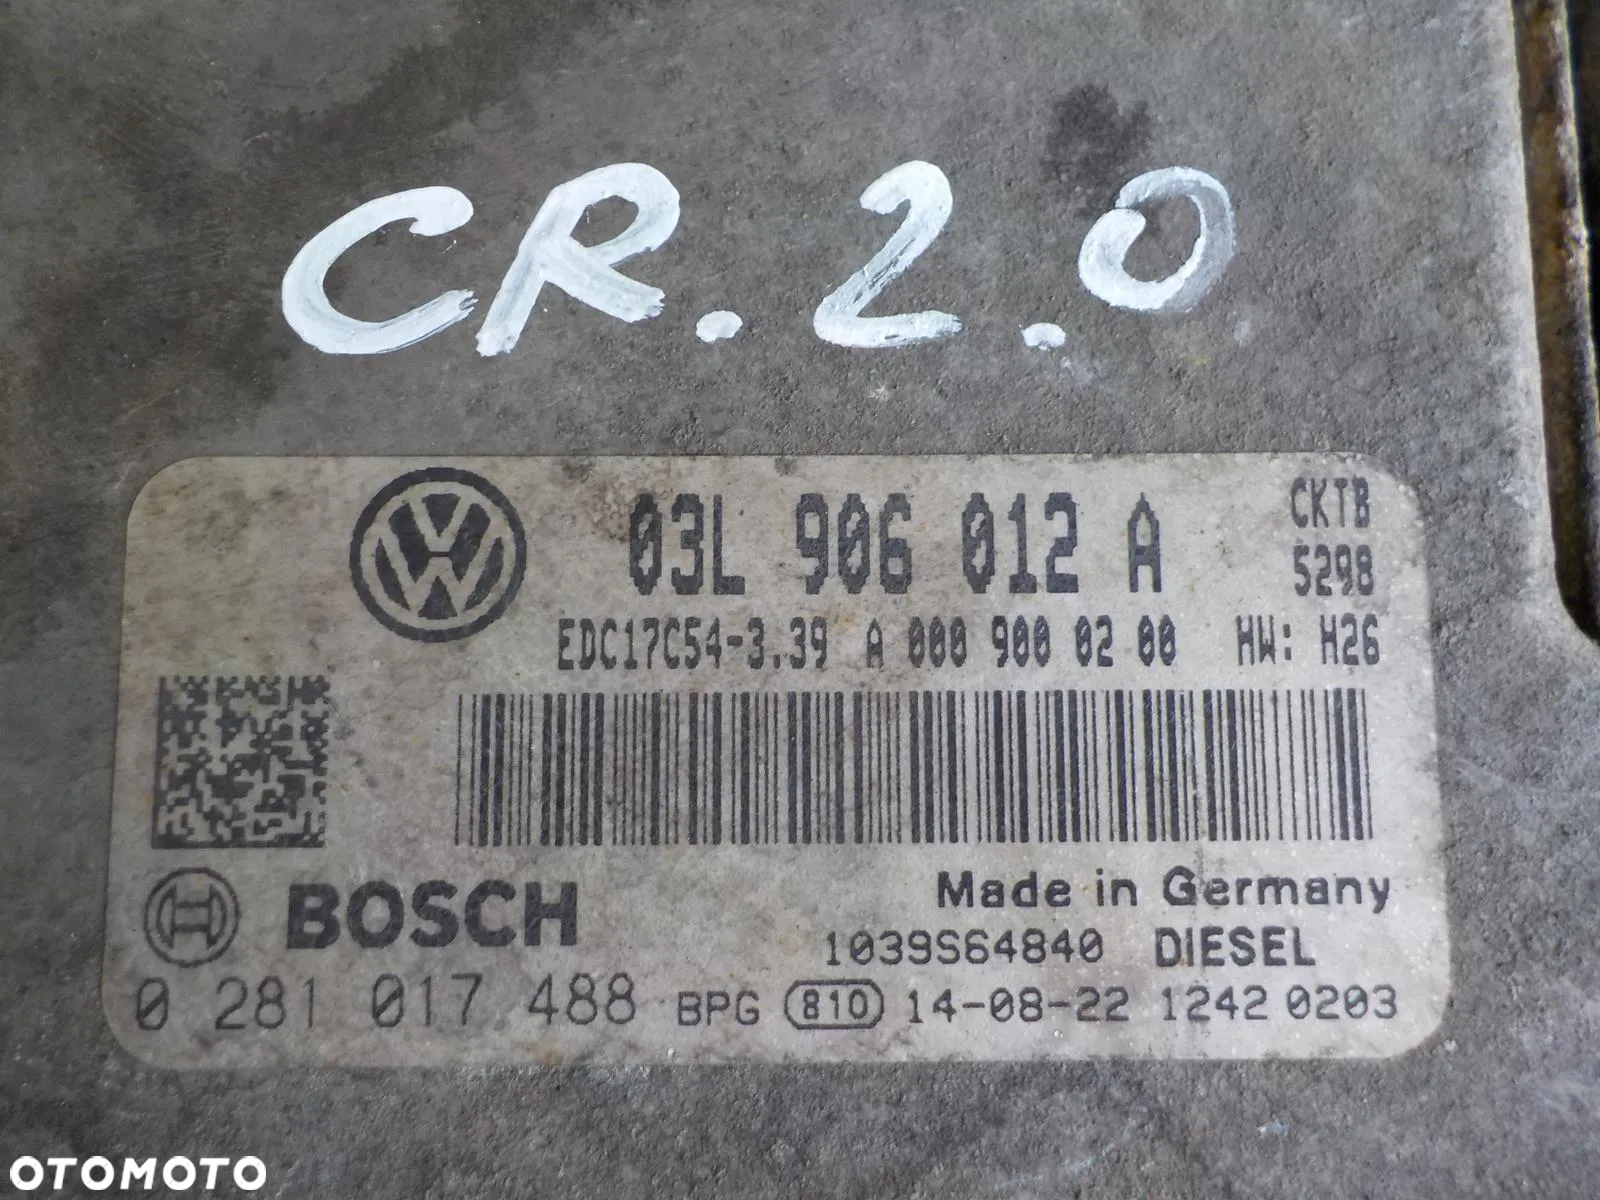 CR.2.0
03L 906 012 A
CKTB
5298
EDC17C54-3.39 A 000 900 02 00 HW: H26
BOSCH
Made in Germany
1039S64840 DIESEL
0 281 017 488 BPG 810 14-08-22 1242 0203
OTOMOTO